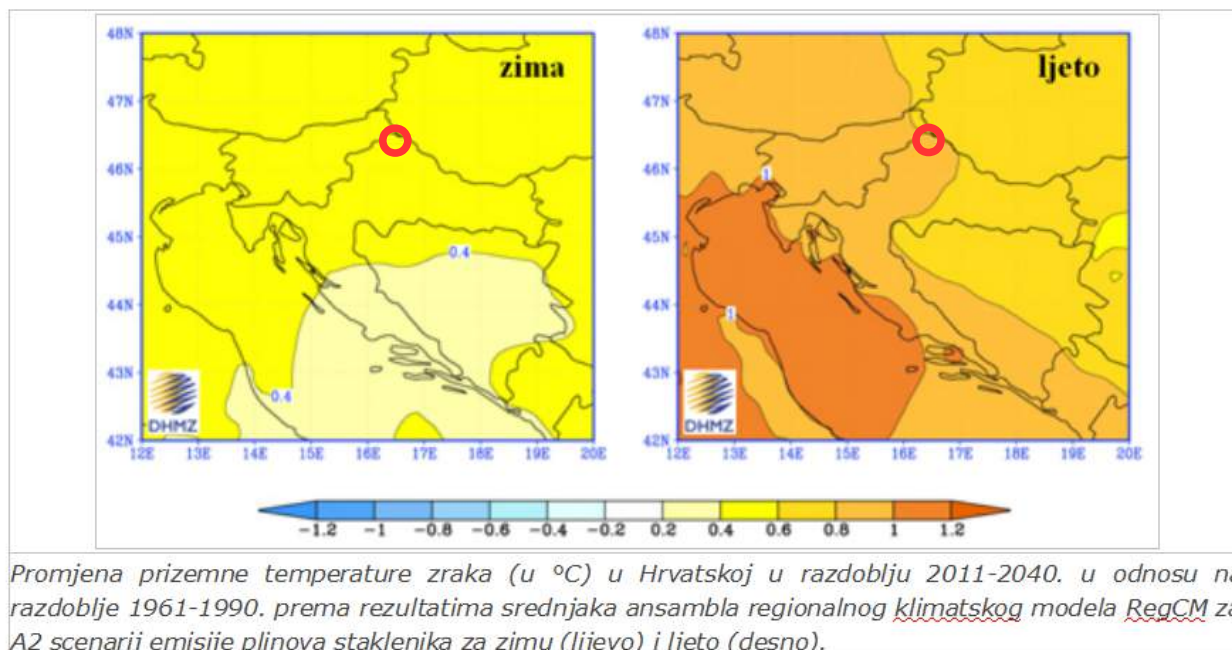 zima
ljeto
48N
47N
46N
45N
44N
43N
42N
12E 13E 14E 15E 16E 17E 18E 19E 20E
0.4
0.4
DHMZ
48N
47N
46N
45N
44N
43N
42N
12E 13E 14E 15E 16E 17E 18E 19E 20E
1
1
DHMZ
-1.2 -1 -0.8 -0.6 -0.4 -0.2 0.2 0.4 0.6 0.8 1 1.2
Promjena prizemne temperature zraka (u °C) u Hrvatskoj u razdoblju 2011-2040. u odnosu na
razdoblje 1961-1990. prema rezultatima srednjaka ansambla regionalnog klimatskog modela RegCM za
A2 scenarij emisije plinova staklenika za zimu (lijevo) i ljeto (desno).